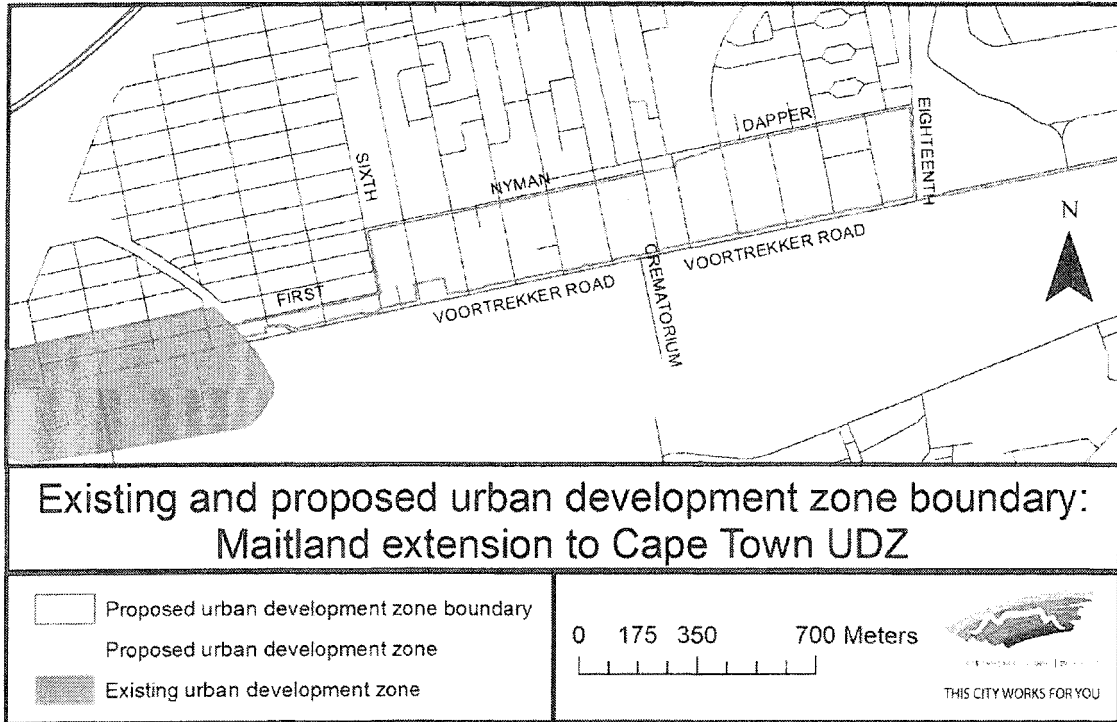 EIGHTEENTH
DAPPER
SIXTH
NYMAN
N
CREMATORIUM
VOORTREKKER ROAD
FIRST
VOORTREKKER ROAD
Existing and proposed urban development zone boundary:
Maitland extension to Cape Town UDZ
Proposed urban development zone boundary
Proposed urban development zone
Existing urban development zone
0 175 350 700 Meters
THIS CITY WORKS FOR YOU